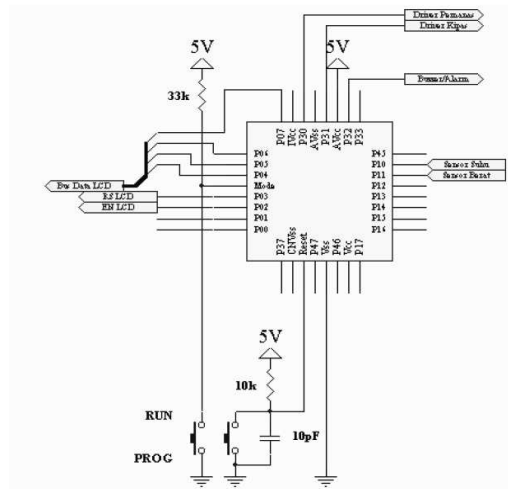 Driver Pemanas
Driver Kipas
5V
5V
Buzzer/Alarm
33k
P07
IVcc
P30
AVss
P31
AVcc
P32
P33
P06
P05
P04
Mode
P03
P02
P01
P00
P45
P10
P11
P12
P13
P14
P15
P16
Sensor Suhu
Sensor Berat
Bus Data LCD
RS LCD
EN LCD
P37
CNVss
Reset
P47
Vss
P46
Vcc
P17
5V
10k
RUN
10pF
PROG